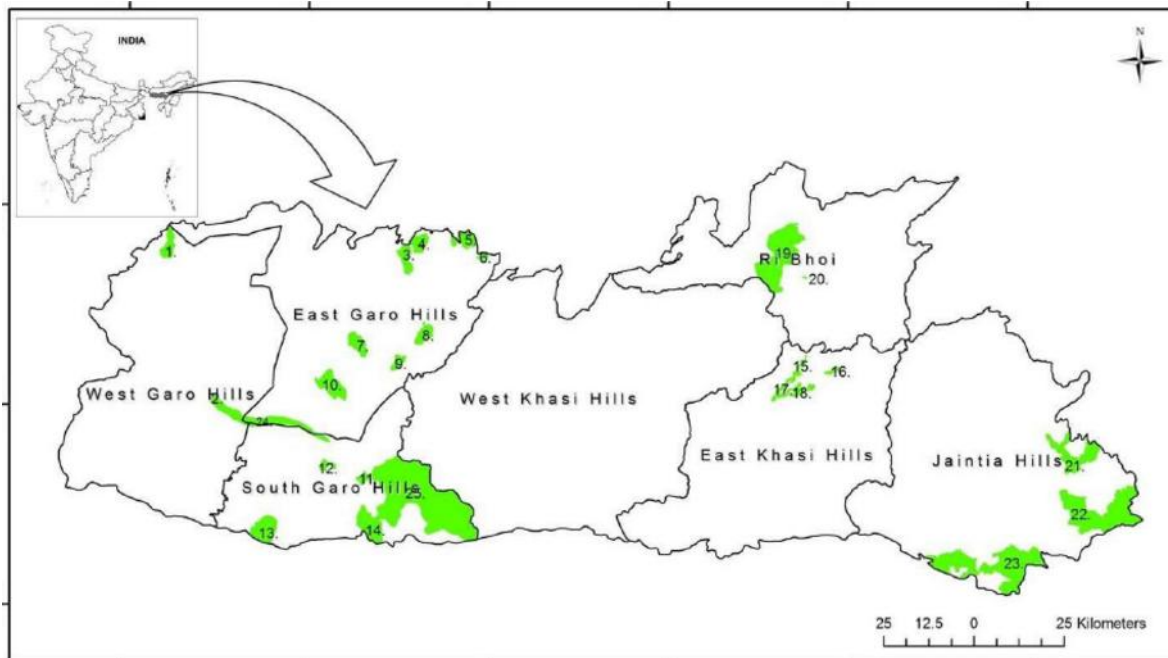 INDIA
N
1.
3.
4.
5.
6.
19.
Ri Bhoi
20.
East Garo Hills
7.
8.
9.
10.
15.
16.
17.
18.
West Garo Hills
2.
24.
West Khasi Hills
East Khasi Hills
Jaintia Hills
21.
12.
11.
South Garo Hills
25.
22.
13.
14.
23.
25 12.5 0 25 Kilometers